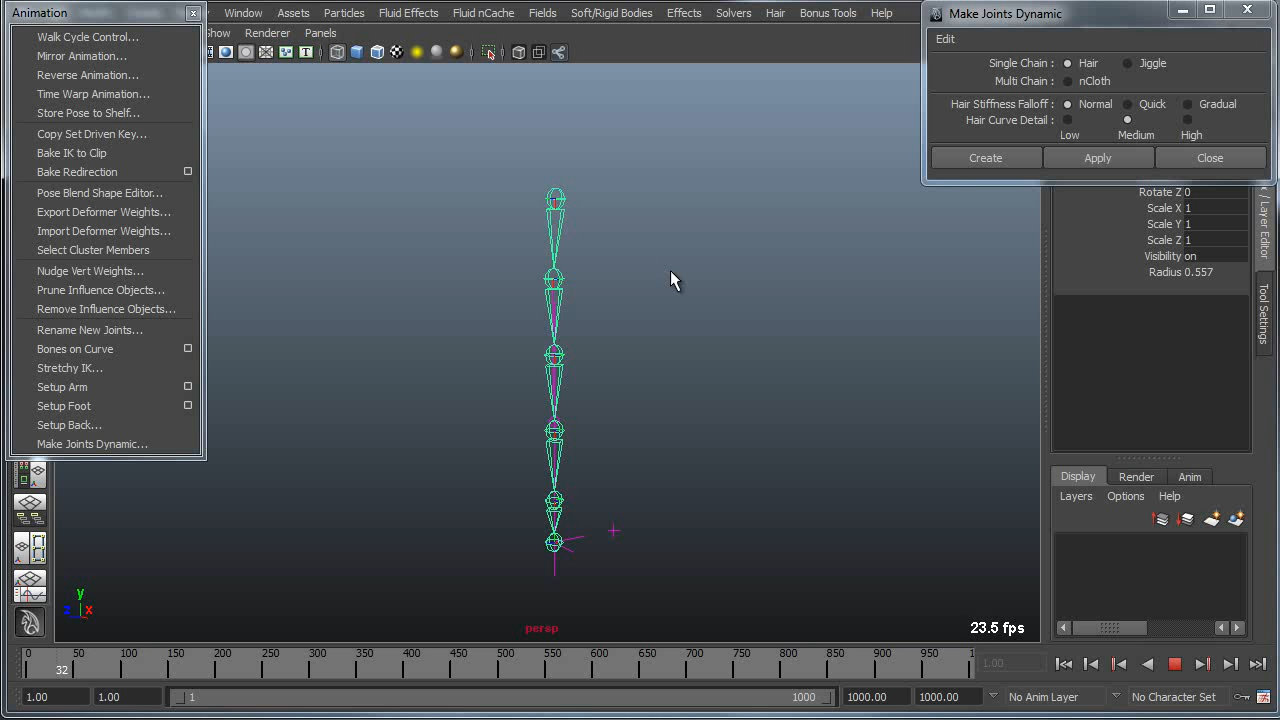 Animation
Window Assets Particles Fluid Effects Fluid nCache Fields Soft/Rigid Bodies Effects Solvers Hair Bonus Tools Help
Renderer Panels
Walk Cycle Control...
Mirror Animation...
Reverse Animation...
Time Warp Animation...
Store Pose to Shelf...
Copy Set Driven Key...
Bake IK to Clip
Bake Redirection
Pose Blend Shape Editor...
Export Deformer Weights...
Import Deformer Weights...
Select Cluster Members
Nudge Vert Weights...
Prune Influence Objects...
Remove Influence Objects...
Rename New Joints...
Bones on Curve
Stretchy IK...
Setup Arm
Setup Foot
Setup Back...
Make Joints Dynamic...
Make Joints Dynamic
Edit
Single Chain : Hair Jiggle
Multi Chain : nCloth
Hair Stiffness Falloff : Normal Quick Gradual
Hair Curve Detail :
Low Medium High
Create Apply Close
Rotate Z 0
Scale X 1
Scale Y 1
Scale Z 1
Visibility on
Radius 0.557
Tool Settings
Display Render Anim
Layers Options Help
y
z x
persp
23.5 fps
0 50 100 150 200 250 300 350 400 450 500 550 600 650 700 750 800 850 900 950 1
32
1.00
1.00 1.00 1 1000 1000.00 1000.00 No Anim Layer No Character Set